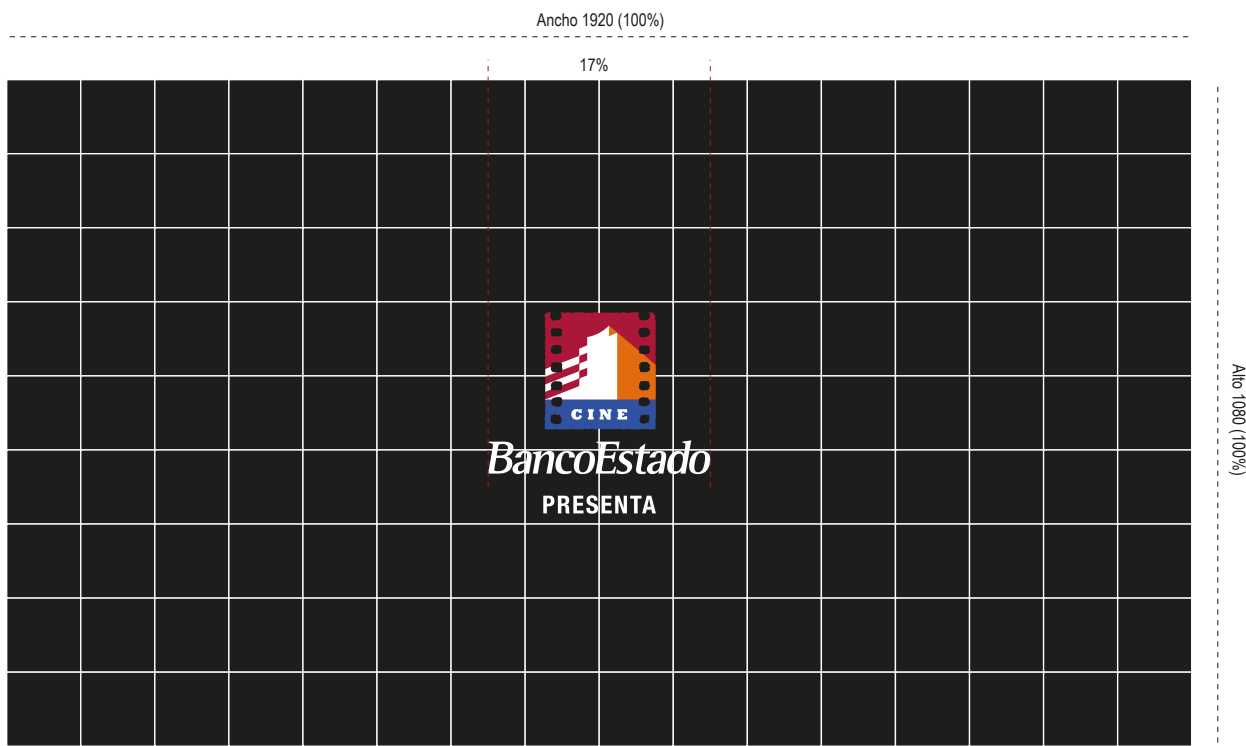 Ancho 1920 (100%)
17%
CINE
BancoEstado
PRESENTA
Alto 1080 (100%)